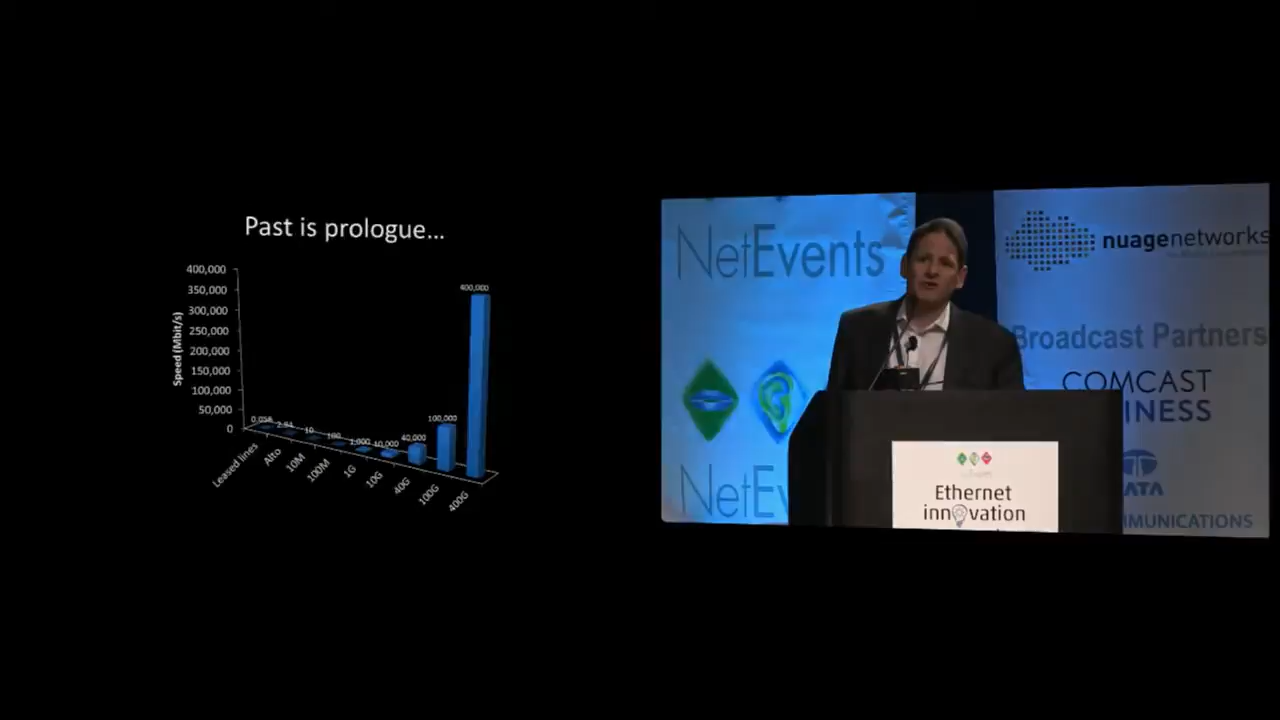 Past is prologue...
400,000
350,000
300,000
250,000
200,000
150,000
100,000
50,000
0
Speed (Mbit/s)
0.056
2.94
10
100
1,000
10,000
40,000
100,000
400,000
Leased lines
Alto
10M
100M
1G
10G
40G
100G
400G
NetEvents
nuagenetworks
Broadcast Partners
COMCAST
INESS
TATA
MMUNICATIONS
NetEv
Ethernet
innovation